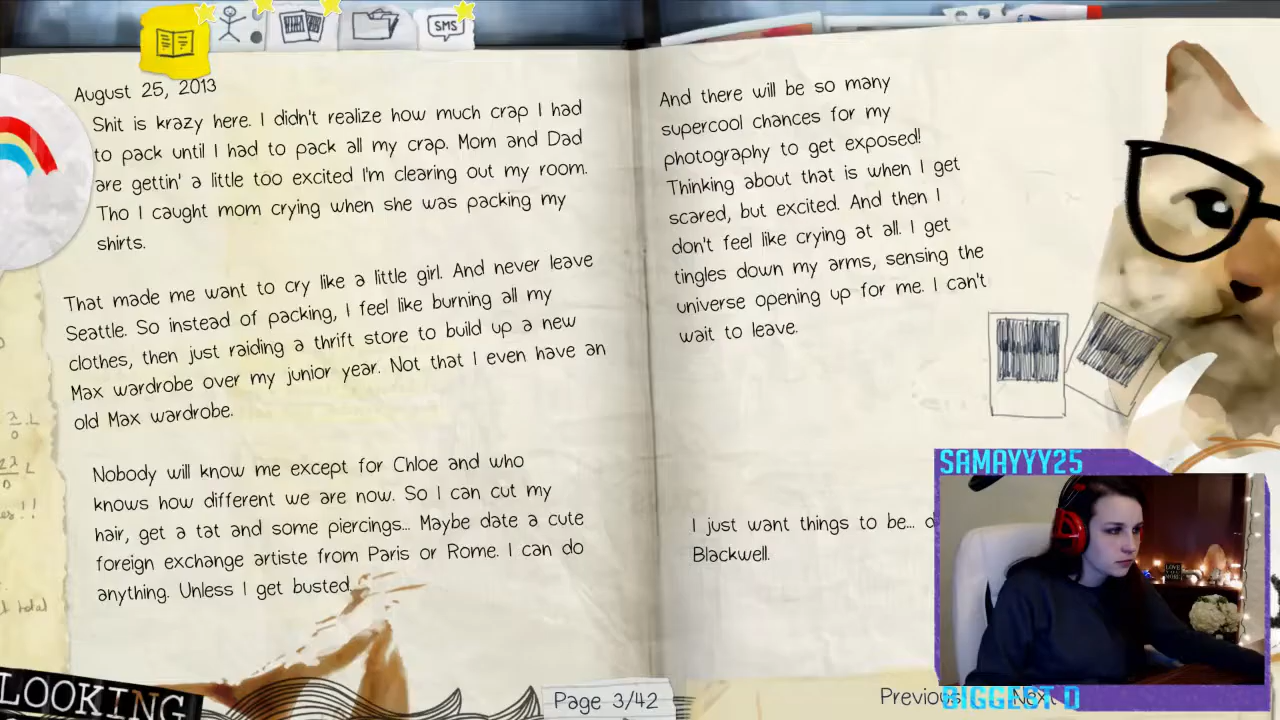 SMS
August 25, 2013
Shit is krazy here. I didn't realize how much crap I had
to pack until I had to pack all my crap. Mom and Dad
are gettin' a little too excited I'm clearing out my room.
Tho I caught mom crying when she was packing my
shirts.
That made me want to cry like a little girl. And never leave
Seattle. So instead of packing, I feel like burning all my
clothes, then just raiding a thrift store to build up a new
Max wardrobe over my junior year. Not that I even have an
old Max wardrobe.
Nobody will know me except for Chloe and who
knows how different we are now. So I can cut my
hair, get a tat and some piercings... Maybe date a cute
foreign exchange artiste from Paris or Rome. I can do
anything. Unless I get busted.
LOOKING
Page 3/42
And there will be so many
supercool chances for my
photography to get exposed!
Thinking about that is when I get
scared, but excited. And then I
don't feel like crying at all. I get
tingles down my arms, sensing the
universe opening up for me. I can't
wait to leave.
I just want things to be...
Blackwell.
SAMAYYY25
Previous
Next
BIGGEST